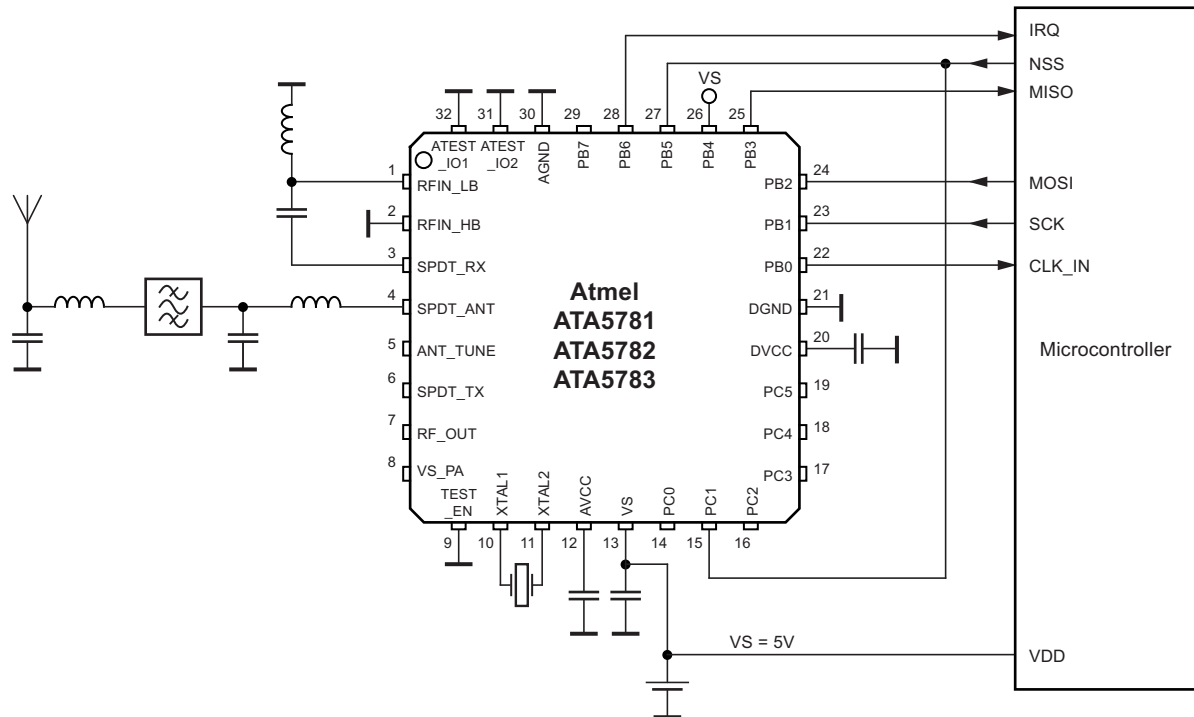 IRQ
NSS
VS
MISO
32
31
30
29
28
27
26
25
ATEST
_IO1
ATEST
_IO2
AGND
PB7
PB6
PB5
PB4
PB3
1
RFIN_LB
PB2
24
MOSI
2
RFIN_HB
PB1
23
SCK
3
SPDT_RX
PB0
22
CLK_IN
4
SPDT_ANT
Atmel
ATA5781
ATA5782
ATA5783
DGND
21
5
ANT_TUNE
DVCC
20
Microcontroller
6
SPDT_TX
PC5
19
7
RF_OUT
PC4
18
8
VS_PA
PC3
17
TEST
_EN
XTAL1
XTAL2
AVCC
VS
PC0
PC1
PC2
9
10
11
12
13
14
15
16
VS = 5V
VDD